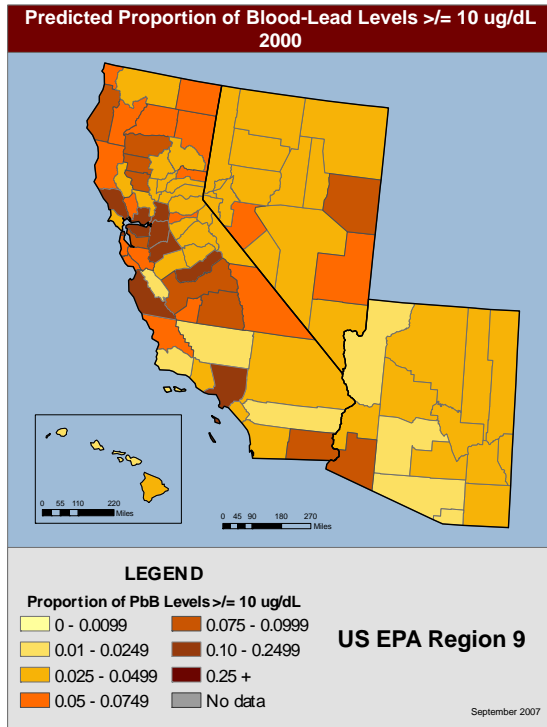 Predicted Proportion of Blood-Lead Levels >/= 10 ug/dL
2000
0 55 110 220
Miles
0 45 90 180 270
Miles
LEGEND
Proportion of PbB Levels >/= 10 ug/dL
0 - 0.0099
0.01 - 0.0249
0.025 - 0.0499
0.05 - 0.0749
0.075 - 0.0999
0.10 - 0.2499
0.25 +
No data
US EPA Region 9
September 2007